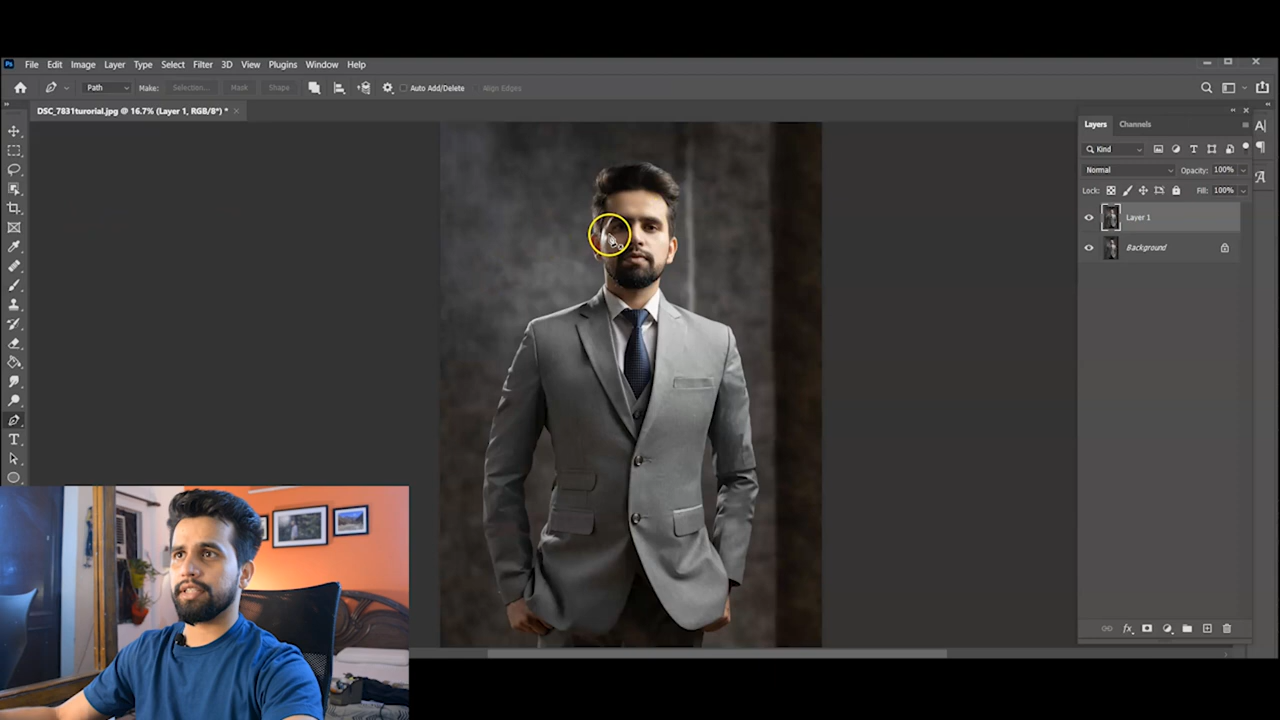 Ps File Edit Image Layer Type Select Filter 3D View Plugins Window Help
Path Make: Selection... Mask Shape Auto Add/Delete Align Edges
DSC_7831turorial.jpg @ 16.7% (Layer 1, RGB/8*) *
Layers Channels
Kind
Normal Opacity: 100%
Lock: Fill: 100%
Layer 1
Background